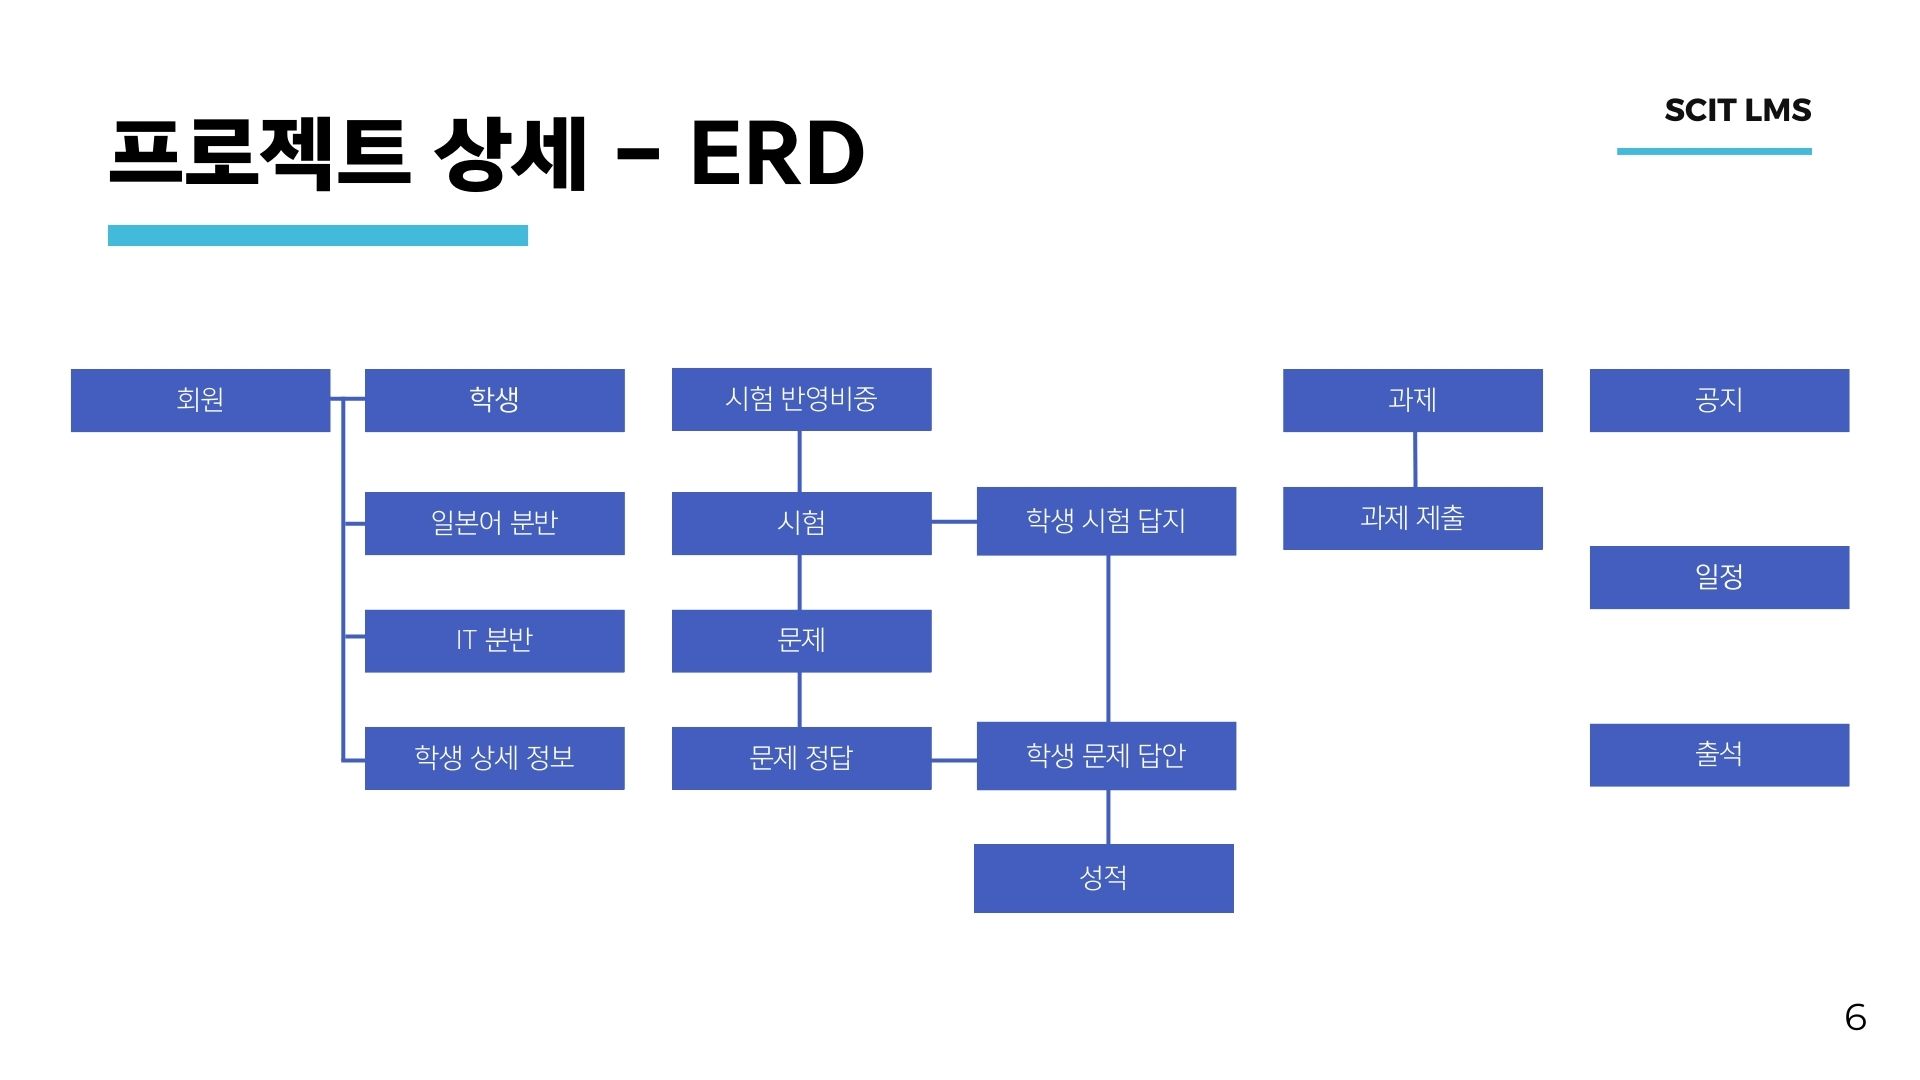 프로젝트 상세 – ERD
SCIT LMS
회원
학생
일본어 분반
IT 분반
학생 상세 정보
시험 반영비중
시험
문제
문제 정답
학생 시험 답지
학생 문제 답안
성적
과제
과제 제출
공지
일정
출석
6